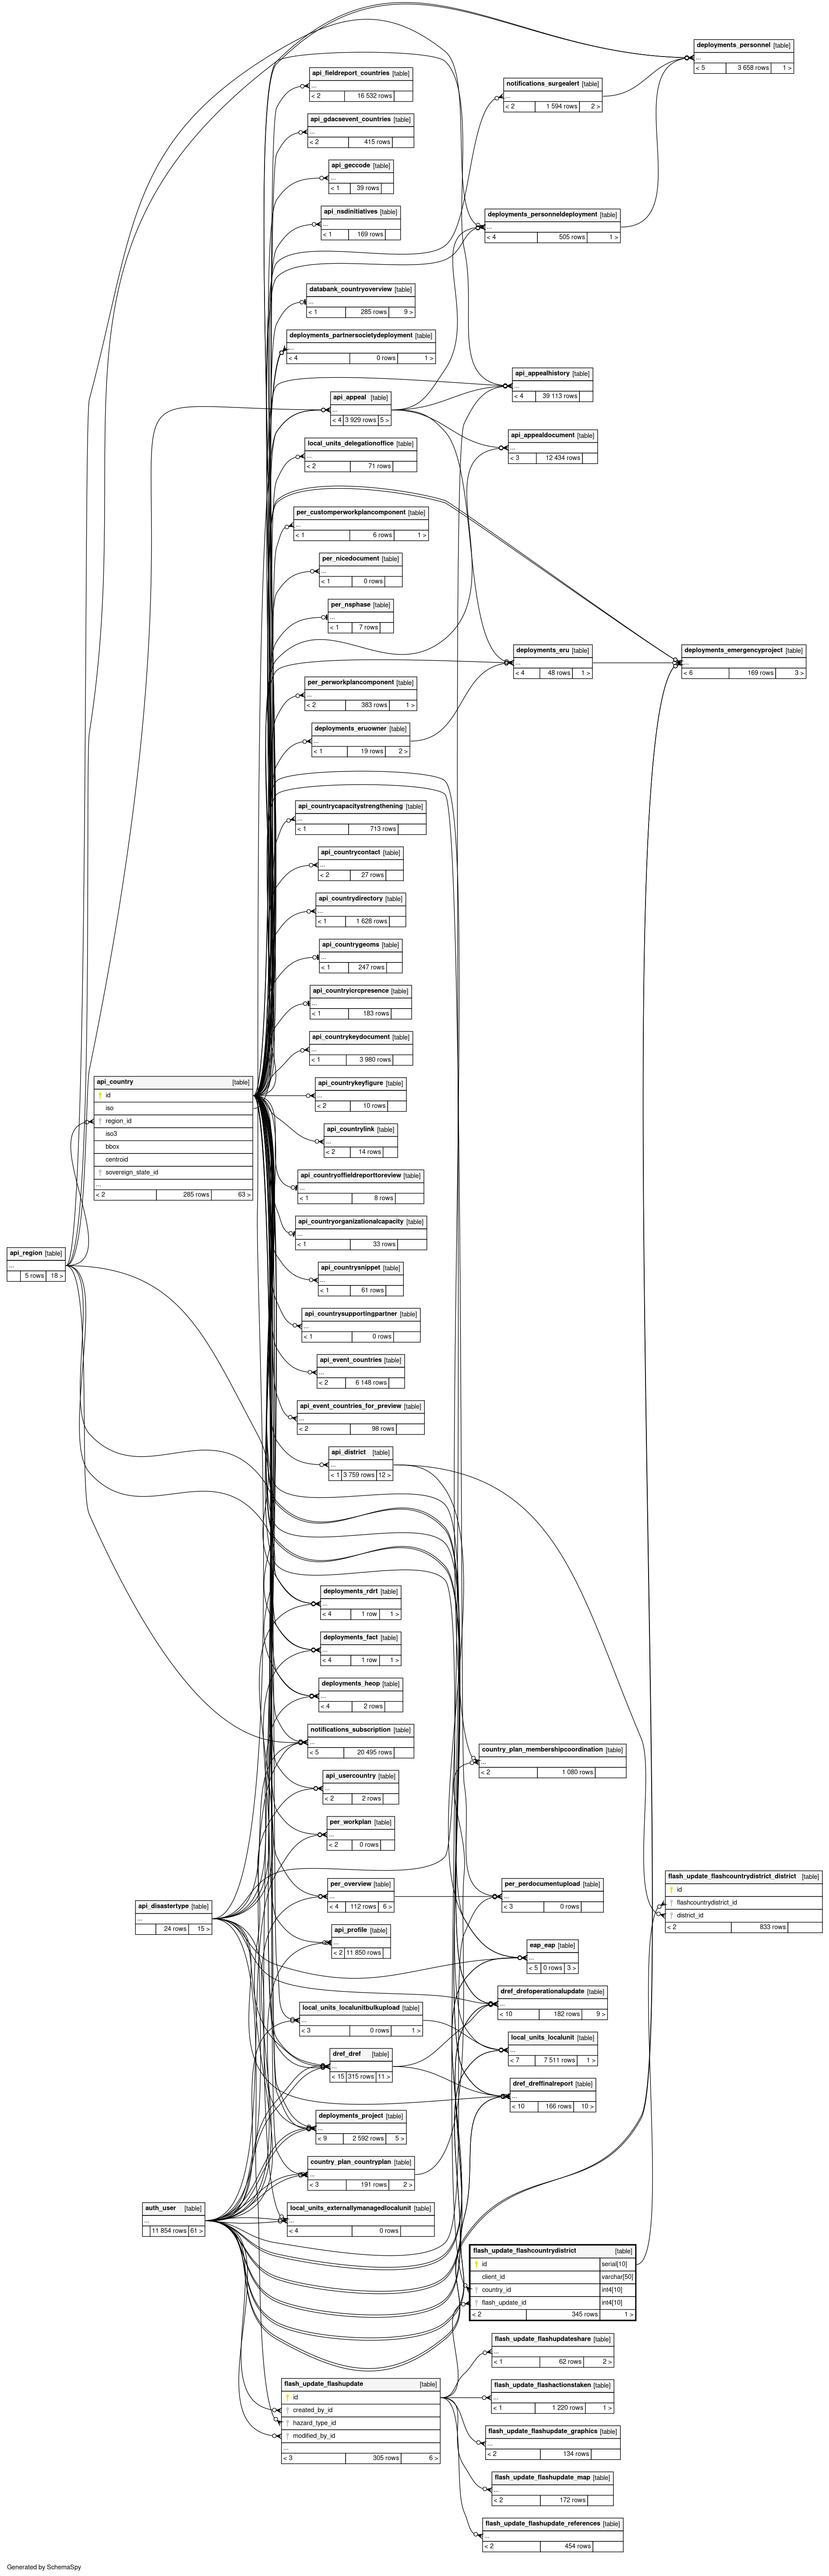 deployments_personnel [table]
...
< 5 3 658 rows 1 >
api_fieldreport_countries [table]
...
< 2 16 532 rows
notifications_surgealert [table]
...
< 2 1 594 rows 2 >
api_gdacsevent_countries [table]
...
< 2 415 rows
api_geccode [table]
...
< 1 39 rows
api_nsdinitiatives [table]
...
< 1 169 rows
deployments_personneldeployment [table]
...
< 4 505 rows 1 >
databank_countryoverview [table]
...
< 1 285 rows 9 >
deployments_partnersocietydeployment [table]
...
< 4 0 rows 1 >
api_appealhistory [table]
...
< 4 39 113 rows
api_appeal [table]
...
< 4 3 929 rows 5 >
api_appealdocument [table]
...
< 3 12 434 rows
local_units_delegationoffice [table]
...
< 2 71 rows
per_customperworkplancomponent [table]
...
< 1 6 rows 1 >
per_nicedocument [table]
...
< 1 0 rows
per_nsphase [table]
...
< 1 7 rows
deployments_eru [table]
...
< 4 48 rows 1 >
deployments_emergencyproject [table]
...
< 6 169 rows 3 >
per_perworkplancomponent [table]
...
< 2 383 rows 1 >
deployments_eruowner [table]
...
< 1 19 rows 2 >
api_countrycapacitystrengthening [table]
...
< 1 713 rows
api_countrycontact [table]
...
< 2 27 rows
api_countrydirectory [table]
...
< 1 1 628 rows
api_countrygeoms [table]
...
< 1 247 rows
api_countryicrcpresence [table]
...
< 1 183 rows
api_countrykeydocument [table]
...
< 1 3 980 rows
api_country [table]
id
iso
region_id
iso3
bbox
centroid
sovereign_state_id
...
< 2 285 rows 63 >
api_countrykeyfigure [table]
...
< 2 10 rows
api_countrylink [table]
...
< 2 14 rows
api_countryoffieldreporttoreview [table]
...
< 1 8 rows
api_countryorganizationalcapacity [table]
...
< 1 33 rows
api_region [table]
...
5 rows 18 >
api_countrysnippet [table]
...
< 1 61 rows
api_countrysupportingpartner [table]
...
< 1 0 rows
api_event_countries [table]
...
< 2 6 148 rows
api_event_countries_for_preview [table]
...
< 2 98 rows
api_district [table]
...
< 1 3 759 rows 12 >
deployments_rdrt [table]
...
< 4 1 row 1 >
deployments_fact [table]
...
< 4 1 row 1 >
deployments_heop [table]
...
< 4 2 rows
notifications_subscription [table]
...
< 5 20 495 rows
country_plan_membershipcoordination [table]
...
< 2 1 080 rows
api_usercountry [table]
...
< 2 2 rows
per_workplan [table]
...
< 2 0 rows
flash_update_flashcountrydistrict_district [table]
id
flashcountrydistrict_id
district_id
< 2 833 rows
per_overview [table]
...
< 4 112 rows 6 >
per_perdocumentupload [table]
...
< 3 0 rows
api_disastertype [table]
...
24 rows 15 >
api_profile [table]
...
< 2 11 850 rows
eap_eap [table]
...
< 5 0 rows 3 >
dref_drefoperationalupdate [table]
...
< 10 182 rows 9 >
local_units_localunitbulkupload [table]
...
< 3 0 rows 1 >
local_units_localunit [table]
...
< 7 7 511 rows 1 >
dref_dref [table]
...
< 15 315 rows 11 >
dref_dreffinalreport [table]
...
< 10 166 rows 10 >
deployments_project [table]
...
< 9 2 592 rows 5 >
country_plan_countryplan [table]
...
< 3 191 rows 2 >
auth_user [table]
...
11 854 rows 61 >
local_units_externallymanagedlocalunit [table]
...
< 4 0 rows
flash_update_flashcountrydistrict [table]
id serial[10]
client_id varchar[50]
country_id int4[10]
flash_update_id int4[10]
< 2 345 rows 1 >
flash_update_flashupdateshare [table]
...
< 1 62 rows 2 >
flash_update_flashupdate [table]
id
created_by_id
hazard_type_id
modified_by_id
...
< 3 305 rows 6 >
flash_update_flashactionstaken [table]
...
< 1 1 220 rows 1 >
flash_update_flashupdate_graphics [table]
...
< 2 134 rows
flash_update_flashupdate_map [table]
...
< 2 172 rows
flash_update_flashupdate_references [table]
...
< 2 454 rows
Generated by SchemaSpy